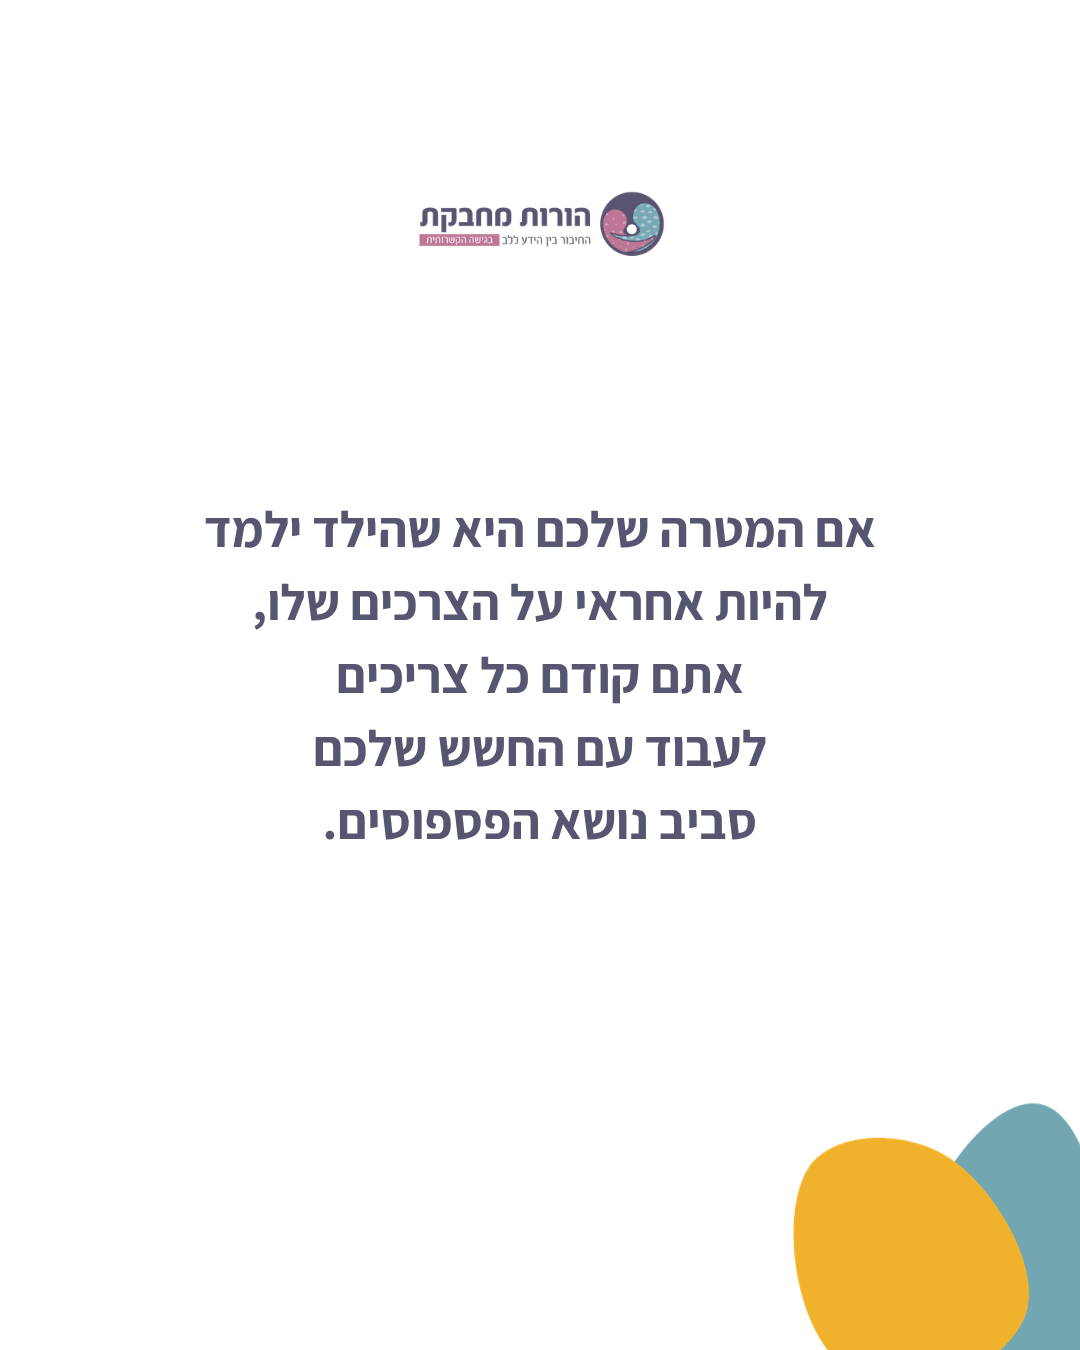 הורות מחבקת
החיבור בין הידע ללב בגישה הקשרותית
אם המטרה שלכם היא שהילד ילמד
להיות אחראי על הצרכים שלו,
אתם קודם כל צריכים
לעבוד עם החשש שלכם
סביב נושא הפספוסים.